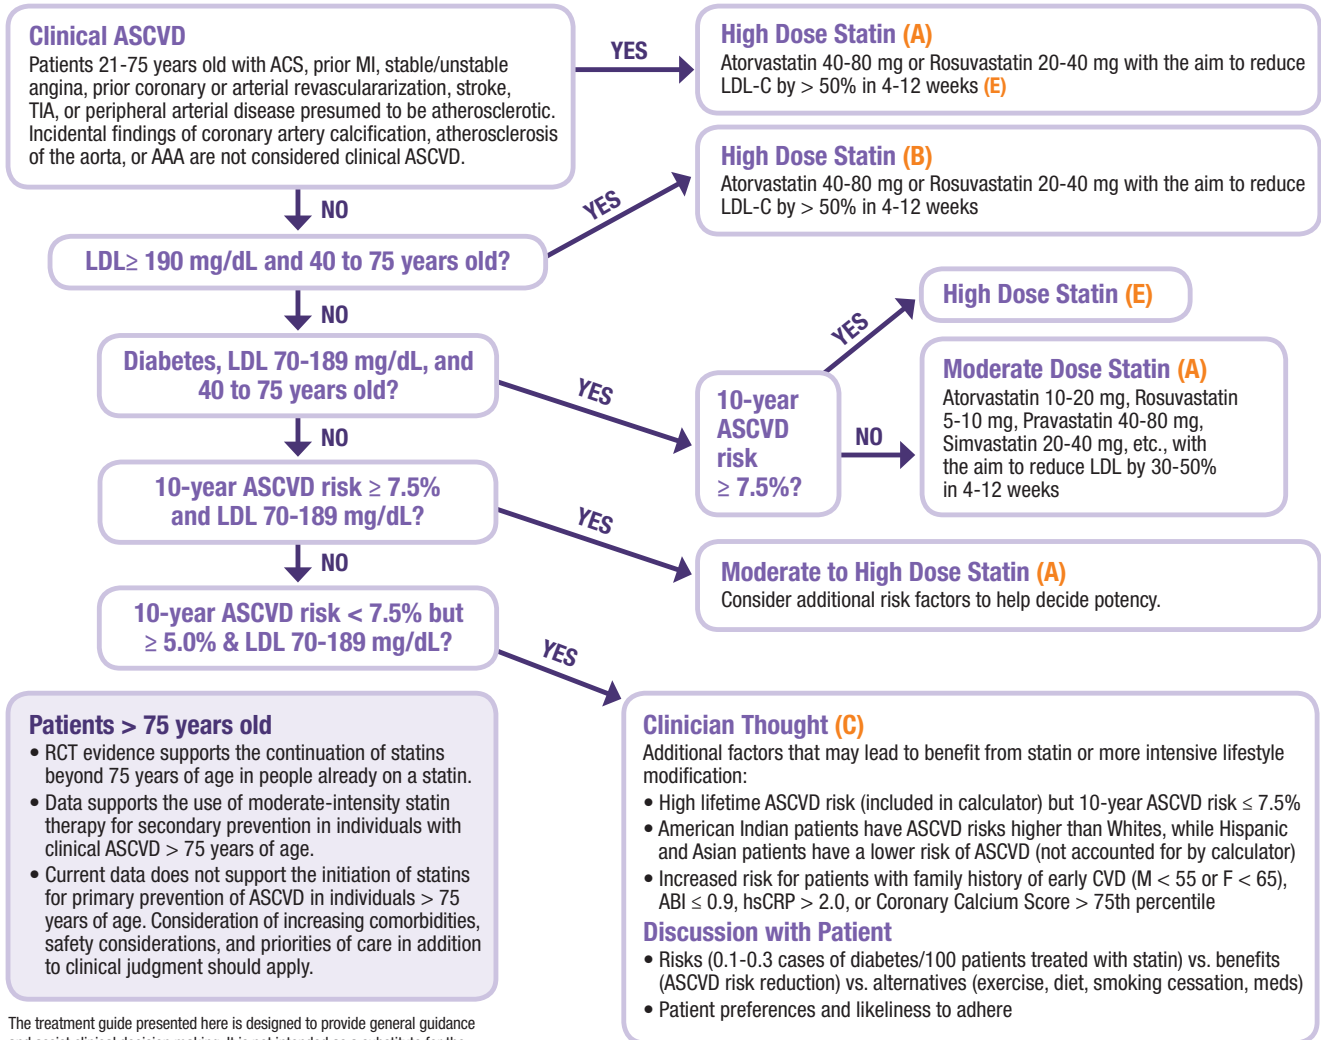 Clinical ASCVD
Patients 21-75 years old with ACS, prior MI, stable/unstable
angina, prior coronary or arterial revasculararization, stroke,
TIA, or peripheral arterial disease presumed to be atherosclerotic.
Incidental findings of coronary artery calcification, atherosclerosis
of the aorta, or AAA are not considered clinical ASCVD.
YES
High Dose Statin (A)
Atorvastatin 40-80 mg or Rosuvastatin 20-40 mg with the aim to reduce
LDL-C by > 50% in 4-12 weeks (E)
NO
LDL≥ 190 mg/dL and 40 to 75 years old?
YES
High Dose Statin (B)
Atorvastatin 40-80 mg or Rosuvastatin 20-40 mg with the aim to reduce
LDL-C by > 50% in 4-12 weeks
NO
Diabetes, LDL 70-189 mg/dL, and
40 to 75 years old?
YES
10-year
ASCVD
risk
≥ 7.5%?
YES
High Dose Statin (E)
NO
Moderate Dose Statin (A)
Atorvastatin 10-20 mg, Rosuvastatin
5-10 mg, Pravastatin 40-80 mg,
Simvastatin 20-40 mg, etc., with
the aim to reduce LDL by 30-50%
in 4-12 weeks
NO
10-year ASCVD risk ≥ 7.5%
and LDL 70-189 mg/dL?
YES
Moderate to High Dose Statin (A)
Consider additional risk factors to help decide potency.
NO
10-year ASCVD risk < 7.5% but
≥ 5.0% & LDL 70-189 mg/dL?
YES
Clinician Thought (C)
Additional factors that may lead to benefit from statin or more intensive lifestyle
modification:
• High lifetime ASCVD risk (included in calculator) but 10-year ASCVD risk ≤ 7.5%
• American Indian patients have ASCVD risks higher than Whites, while Hispanic
and Asian patients have a lower risk of ASCVD (not accounted for by calculator)
• Increased risk for patients with family history of early CVD (M < 55 or F < 65),
ABI ≤ 0.9, hsCRP > 2.0, or Coronary Calcium Score > 75th percentile
Discussion with Patient
• Risks (0.1-0.3 cases of diabetes/100 patients treated with statin) vs. benefits
(ASCVD risk reduction) vs. alternatives (exercise, diet, smoking cessation, meds)
• Patient preferences and likeliness to adhere
Patients > 75 years old
• RCT evidence supports the continuation of statins
beyond 75 years of age in people already on a statin.
• Data supports the use of moderate-intensity statin
therapy for secondary prevention in individuals with
clinical ASCVD > 75 years of age.
• Current data does not support the initiation of statins
for primary prevention of ASCVD in individuals > 75
years of age. Consideration of increasing comorbidities,
safety considerations, and priorities of care in addition
to clinical judgment should apply.
The treatment guide presented here is designed to provide general guidance